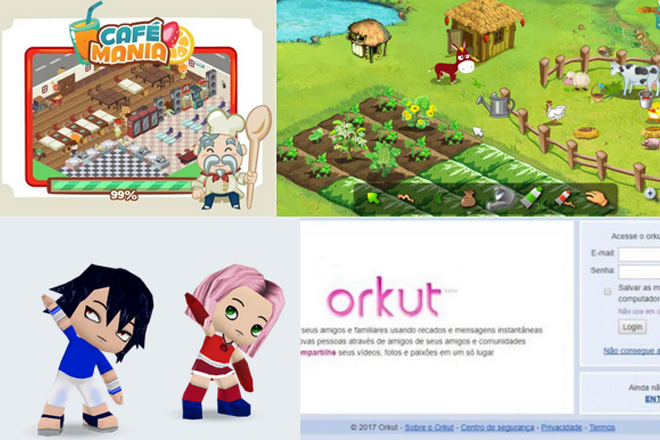 CAFÉ
MANIA
99%
orkut BETA
seus amigos e familiares usando recados e mensagens instantâneas
ovas pessoas através de amigos de seus amigos e comunidades
mpartilhe seus vídeos, fotos e paixões em um só lugar
Acesse o orku
E-mail:
Senha:
Salvar as m
computador
Não use em c
Login
Não consegue a
Ainda nã
ENT
© 2017 Orkut - Sobre o Orkut - Centro de segurança - Privacidade - Termos